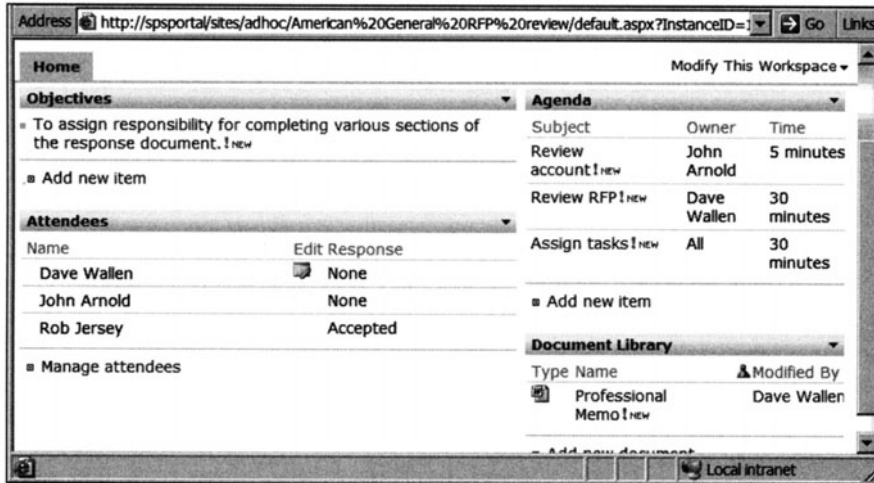 Address http://spsportal/sites/adhoc/American%20General%20RFP%20review/default.aspx?InstanceID=1 Go Links
Home Modify This Workspace
Objectives
To assign responsibility for completing various sections
of the response document. ! NEW
Add new item
Attendees
Name Edit Response
Dave Wallen None
John Arnold None
Rob Jersey Accepted
Manage attendees
Agenda
Subject Owner Time
Review John 5 minutes
account ! NEW Arnold
Review RFP ! NEW Dave 30
Wallen minutes
Assign tasks ! NEW All 30
minutes
Add new item
Document Library
Type Name Modified By
Professional Dave Wallen
Memo ! NEW
Add new document
Local intranet